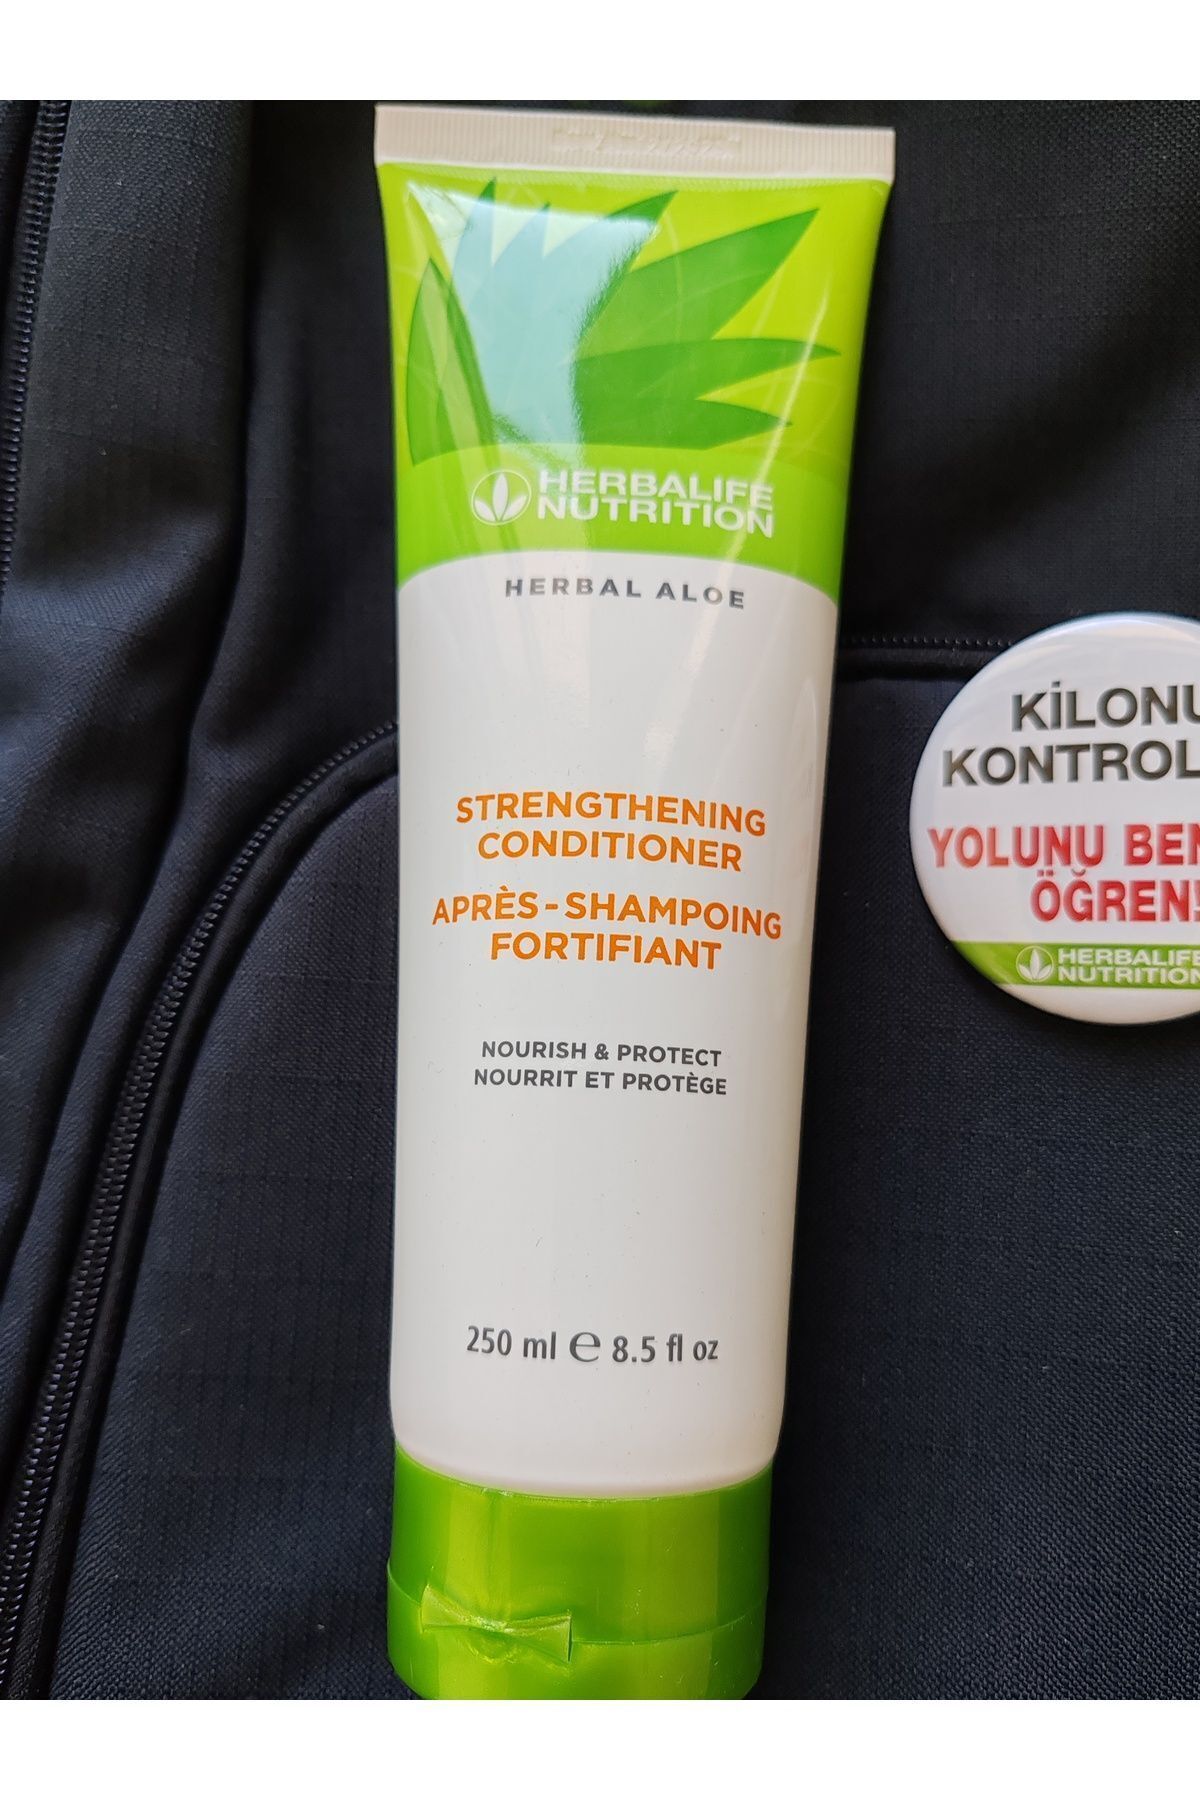 HERBALIFE
NUTRITION
HERBAL ALOE
STRENGTHENING
CONDITIONER
APRÈS-SHAMPOING
FORTIFIANT
NOURISH & PROTECT
NOURRIT ET PROTÈGE
250 ml ℮ 8.5 fl oz
KİLONU
KONTROL
YOLUNU BEN
ÖĞREN
HERBALIFE
NUTRITION